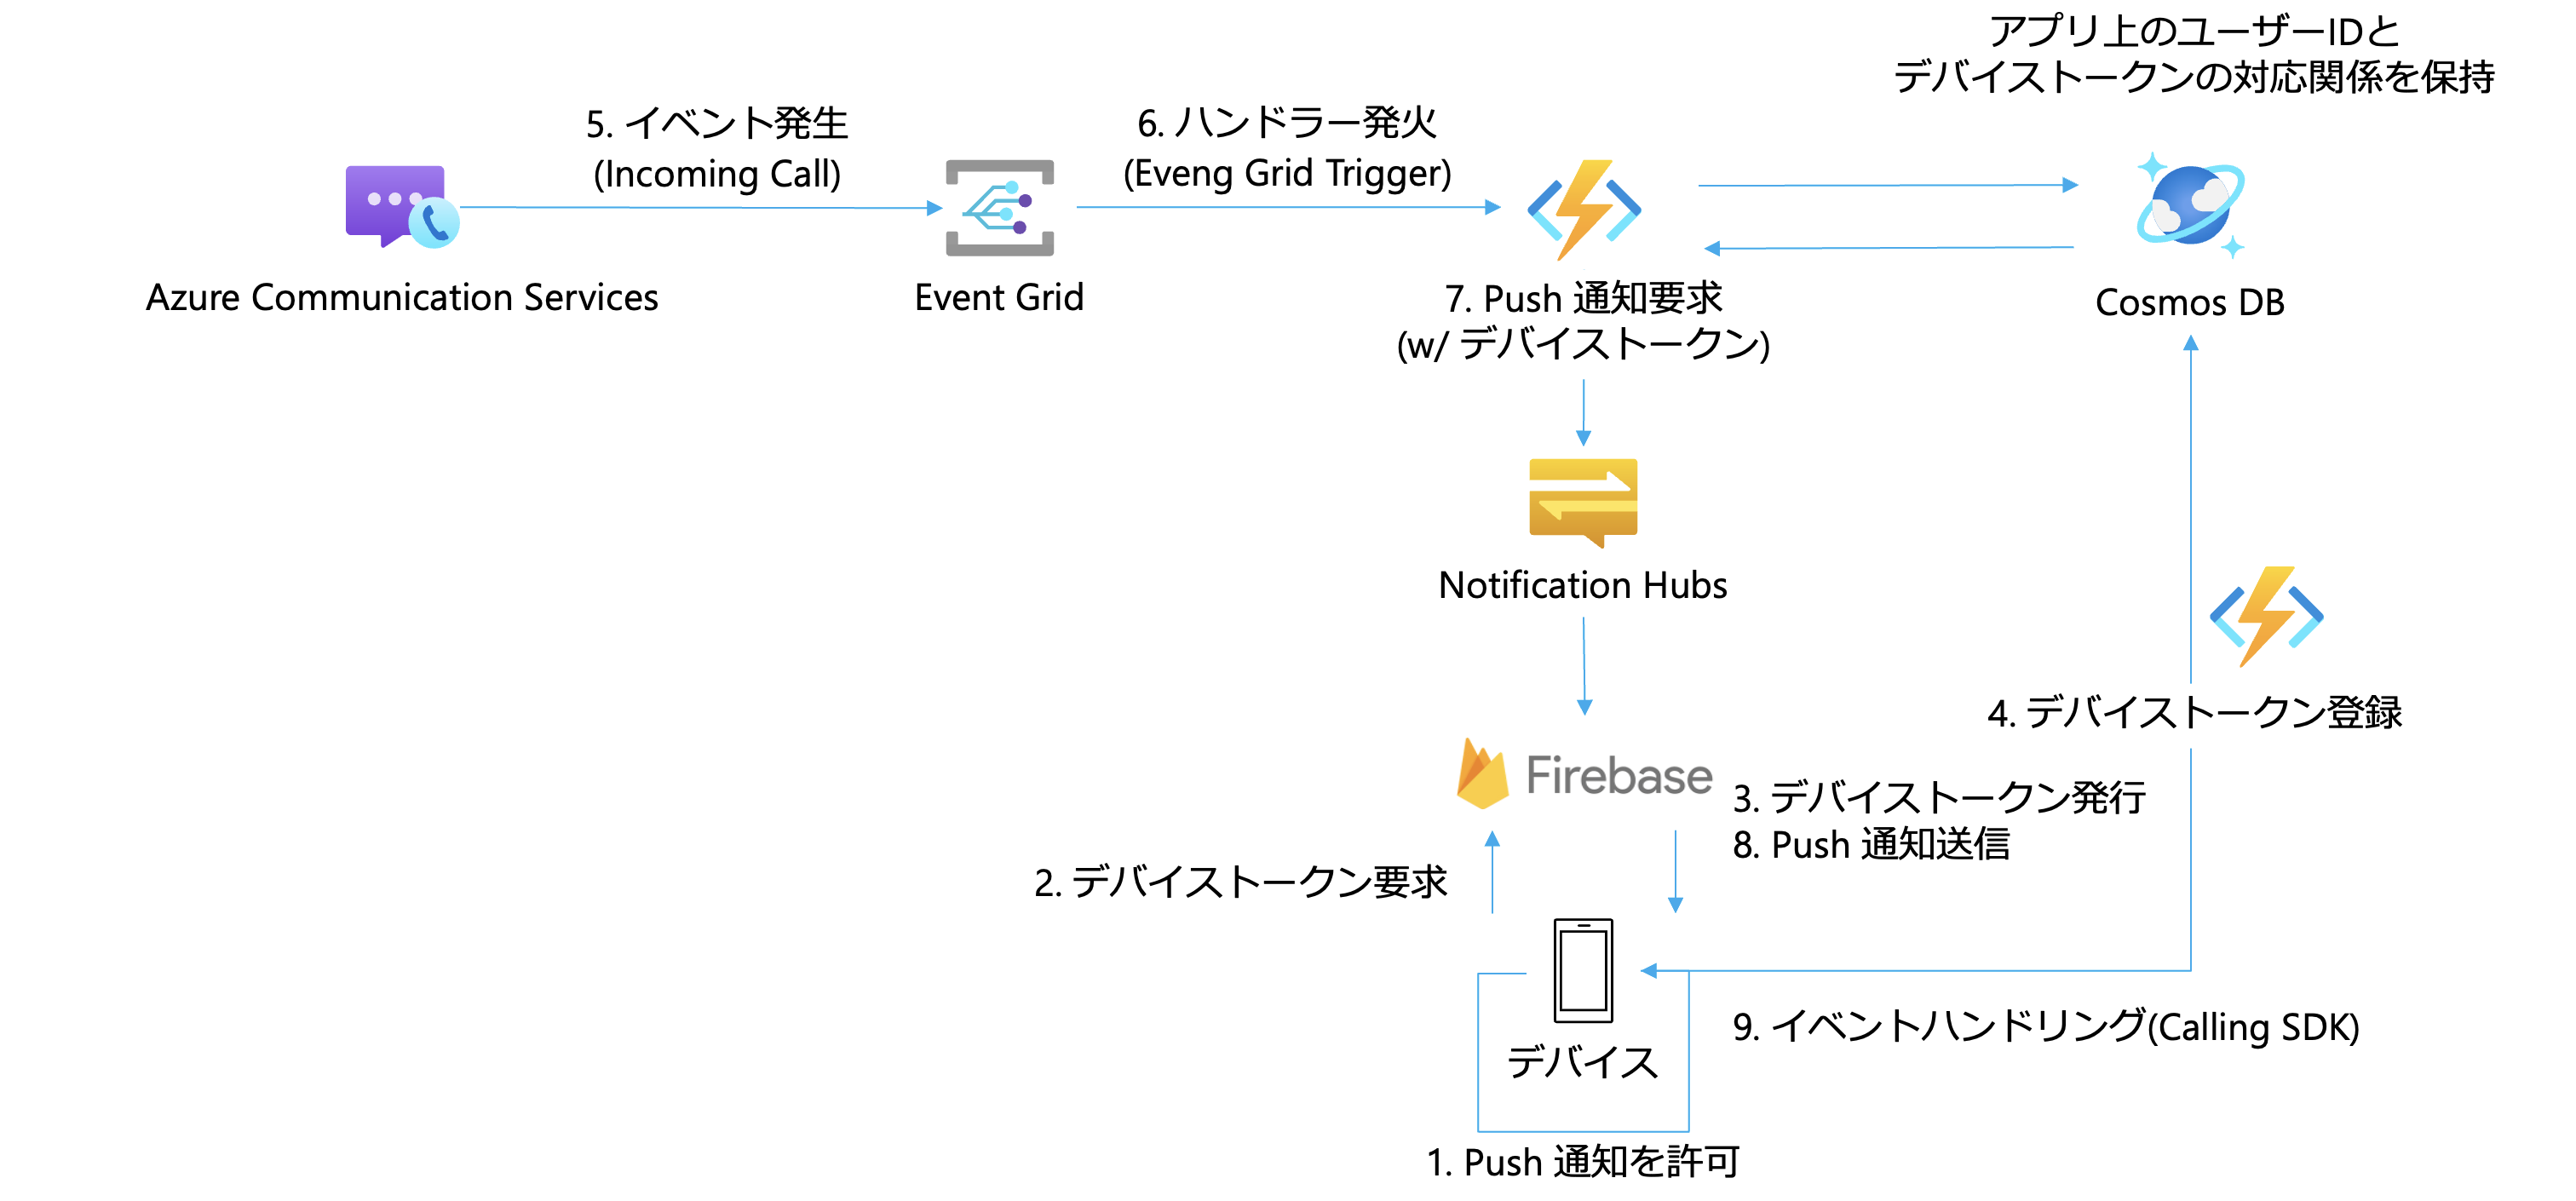 アプリ上のユーザーIDと
デバイストークンの対応関係を保持
5. イベント発生
(Incoming Call)
6. ハンドラー発火
(Eveng Grid Trigger)
Azure Communication Services
Event Grid
7. Push 通知要求
(w/ デバイストークン)
Cosmos DB
Notification Hubs
4. デバイストークン登録
Firebase
3. デバイストークン発行
8. Push 通知送信
2. デバイストークン要求
9. イベントハンドリング(Calling SDK)
デバイス
1. Push 通知を許可